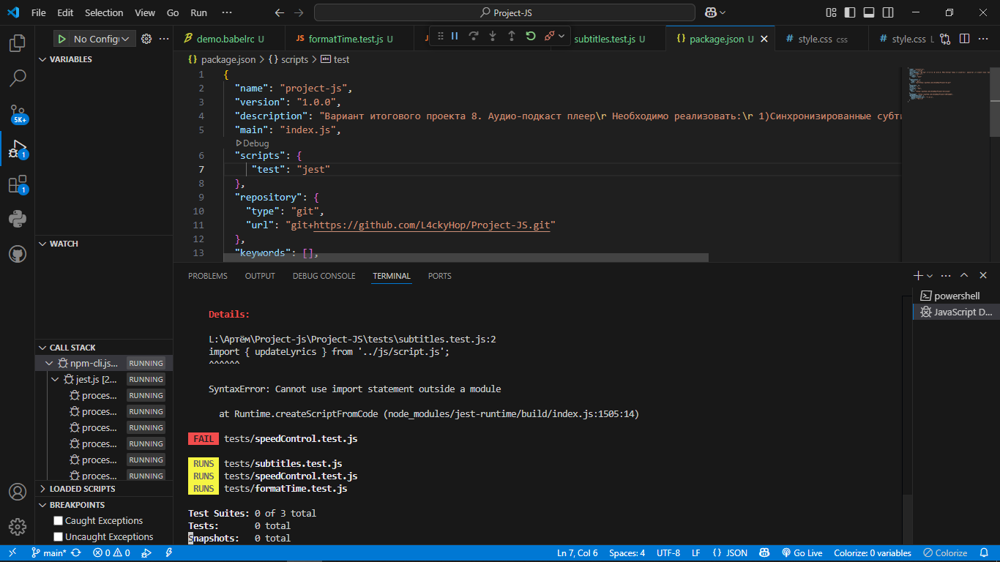 File Edit Selection View Go Run ··· Project-JS
No Config
demo.babelrc U
JS formatTime.test.js U
subtitles.test.js U
{} package.json U
# style.css css
# style.css
VARIABLES
{} package.json > {} scripts > abc test
1 {
2 "name": "project-js",
3 "version": "1.0.0",
4 "description": "Вариант итогового проекта 8. Аудио-подкаст плеер\r Необходимо реализовать:\r 1)Синхронизированные субт
5 "main": "index.js",
Debug
6 "scripts": {
7 "test": "jest"
8 },
9 "repository": {
10 "type": "git",
11 "url": "git+https://github.com/L4ckyHop/Project-JS.git"
12 },
13 "keywords": [],
5K+
1
1
WATCH
CALL STACK
npm-cli.js... RUNNING
jest.js [2... RUNNING
proces... RUNNING
proces... RUNNING
proces... RUNNING
proces... RUNNING
proces... RUNNING
proces... RUNNING
LOADED SCRIPTS
BREAKPOINTS
Caught Exceptions
Uncaught Exceptions
PROBLEMS OUTPUT DEBUG CONSOLE TERMINAL PORTS
powershell
JavaScript D...
Details:
L:\Артём\Project-js\Project-JS\tests\subtitles.test.js:2
import { updateLyrics } from '../js/script.js';
^^^^^^
SyntaxError: Cannot use import statement outside a module
at Runtime.createScriptFromCode (node_modules/jest-runtime/build/index.js:1505:14)
FAIL tests/speedControl.test.js
RUNS tests/subtitles.test.js
RUNS tests/speedControl.test.js
RUNS tests/formatTime.test.js
Test Suites: 0 of 3 total
Tests: 0 total
Snapshots: 0 total
main* 0 0 Ln 7, Col 6 Spaces: 4 UTF-8 LF {} JSON Go Live Colorize: 0 variables Colorize